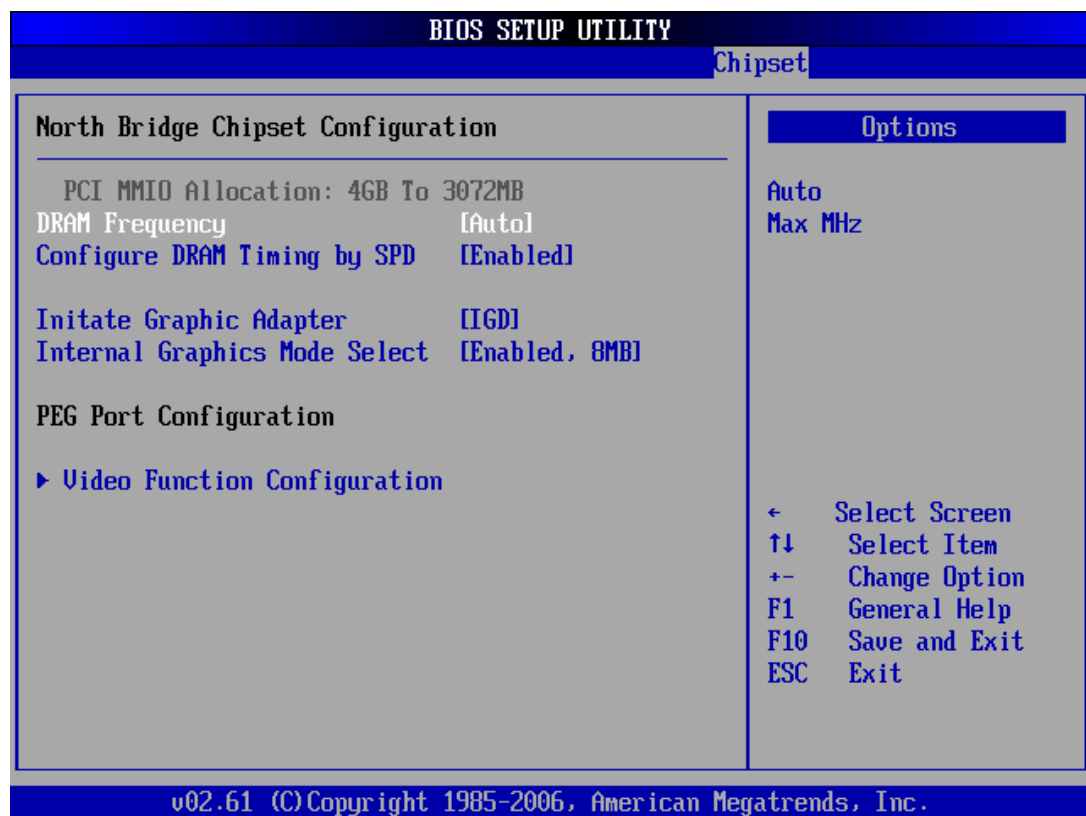 BIOS SETUP UTILITY
Chipset
North Bridge Chipset Configuration
PCI MMIO Allocation: 4GB To 3072MB
DRAM Frequency [Auto]
Configure DRAM Timing by SPD [Enabled]
Initate Graphic Adapter [IGD]
Internal Graphics Mode Select [Enabled, 8MB]
PEG Port Configuration
▶ Video Function Configuration
Options
Auto
Max MHz
← Select Screen
↑↓ Select Item
+- Change Option
F1 General Help
F10 Save and Exit
ESC Exit
v02.61 (C)Copyright 1985-2006, American Megatrends, Inc.